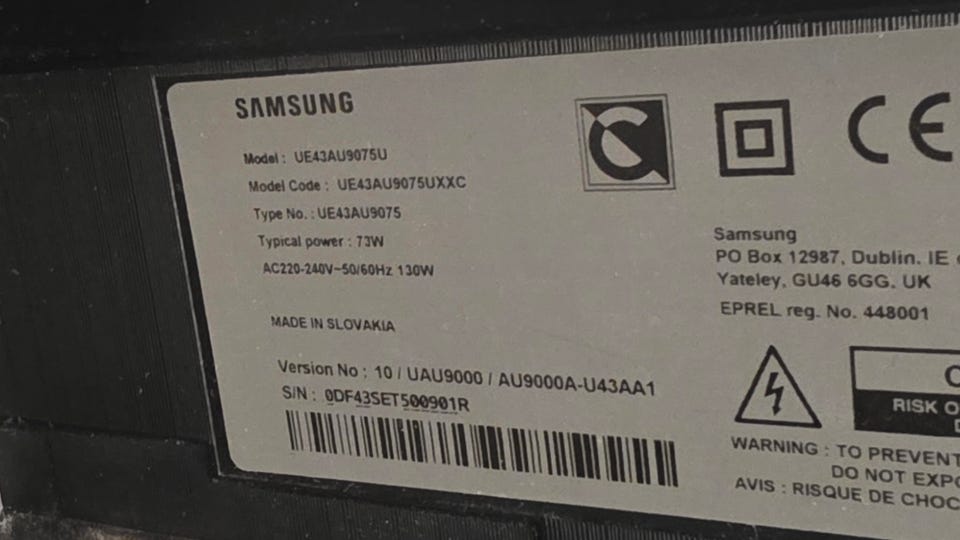 SAMSUNG
Model : UE43AU9075U
Model Code : UE43AU9075UXXC
Type No. : UE43AU9075
Typical power : 73W
AC220-240V~50/60Hz 130W
MADE IN SLOVAKIA
Version No : 10 / UAU9000 / AU9000A-U43AA1
S/N : 0DF43SET500901R
CE
Samsung
PO Box 12987, Dublin. IE
Yateley, GU46 6GG, UK
EPREL reg. No. 448001
RISK
WARNING : TO PREVENT
DO NOT
AVIS : RISQUE DE